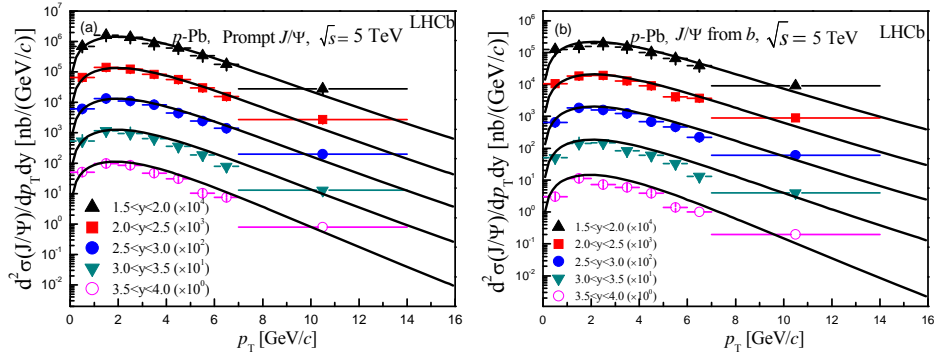 (a)
LHCb
p-Pb, Prompt J/Ψ, √s= 5 TeV
d²σ(J/Ψ)/dp_Tdy [nb/(GeV/c)]
10⁷
10⁶
10⁵
10⁴
10³
10²
10¹
10⁰
10⁻¹
10⁻²
1.5<y<2.0 (×10⁴)
2.0<y<2.5 (×10³)
2.5<y<3.0 (×10²)
3.0<y<3.5 (×10¹)
3.5<y<4.0 (×10⁰)
0 2 4 6 8 10 12 14 16
p_T [GeV/c]
(b)
LHCb
p-Pb, J/Ψ from b, √s = 5 TeV
d²σ(J/Ψ)/dp_Tdy [nb/(GeV/c)]
10⁶
10⁵
10⁴
10³
10²
10¹
10⁰
10⁻¹
10⁻²
1.5<y<2.0 (×10⁴)
2.0<y<2.5 (×10³)
2.5<y<3.0 (×10²)
3.0<y<3.5 (×10¹)
3.5<y<4.0 (×10⁰)
0 2 4 6 8 10 12 14 16
p_T [GeV/c]